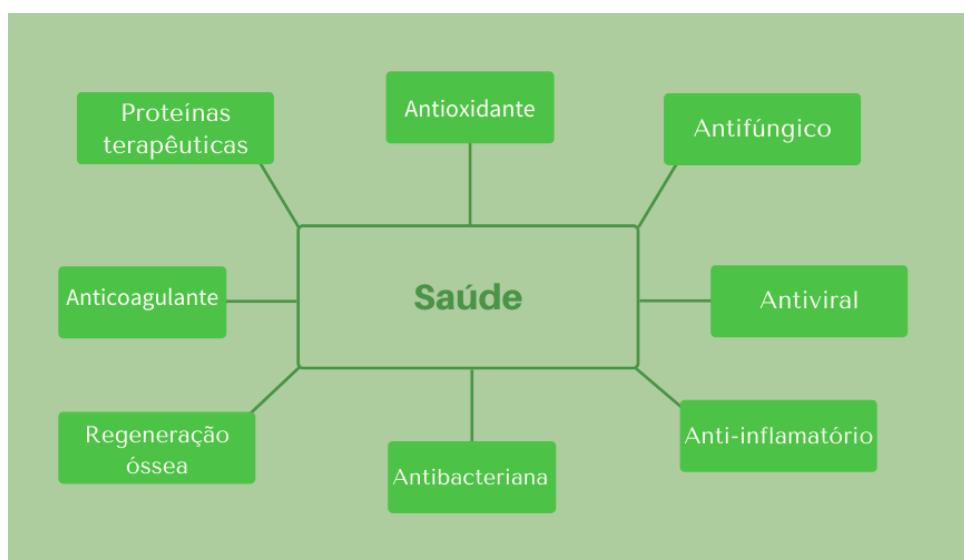 Proteínas
terapêuticas
Antioxidante
Antifúngico
Anticoagulante
Saúde
Antiviral
Regeneração
óssea
Antibacteriana
Anti-inflamatório